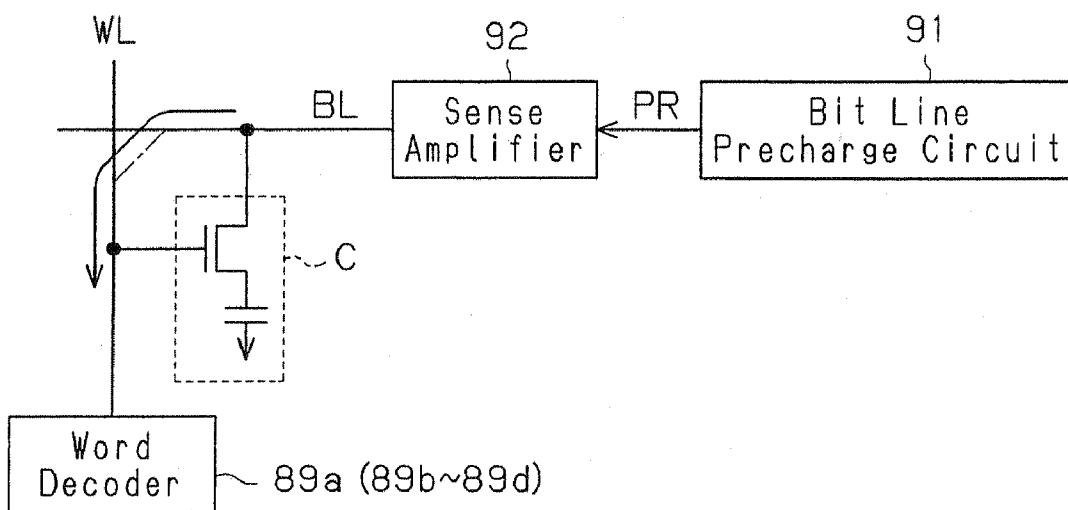 WL
92
91
BL
Sense
Amplifier
PR
Bit Line
Precharge Circuit
C
Word
Decoder
89a (89b~89d)